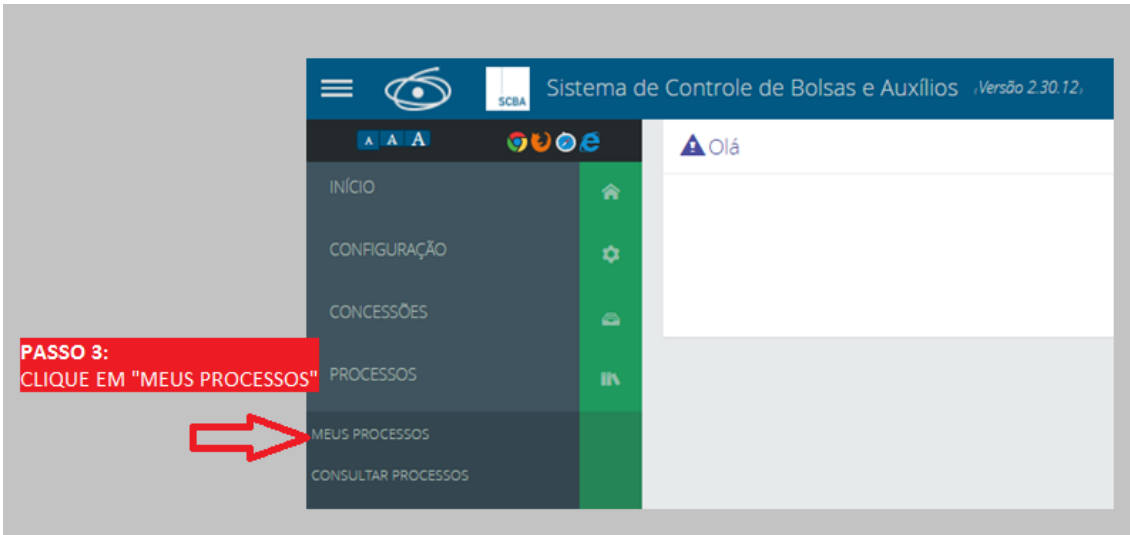 SCBA
Sistema de Controle de Bolsas e Auxílios (Versão 2.30.12)
A A A
Olá
INÍCIO
CONFIGURAÇÃO
CONCESSÕES
PASSO 3:
CLIQUE EM "MEUS PROCESSOS"
PROCESSOS
MEUS PROCESSOS
CONSULTAR PROCESSOS